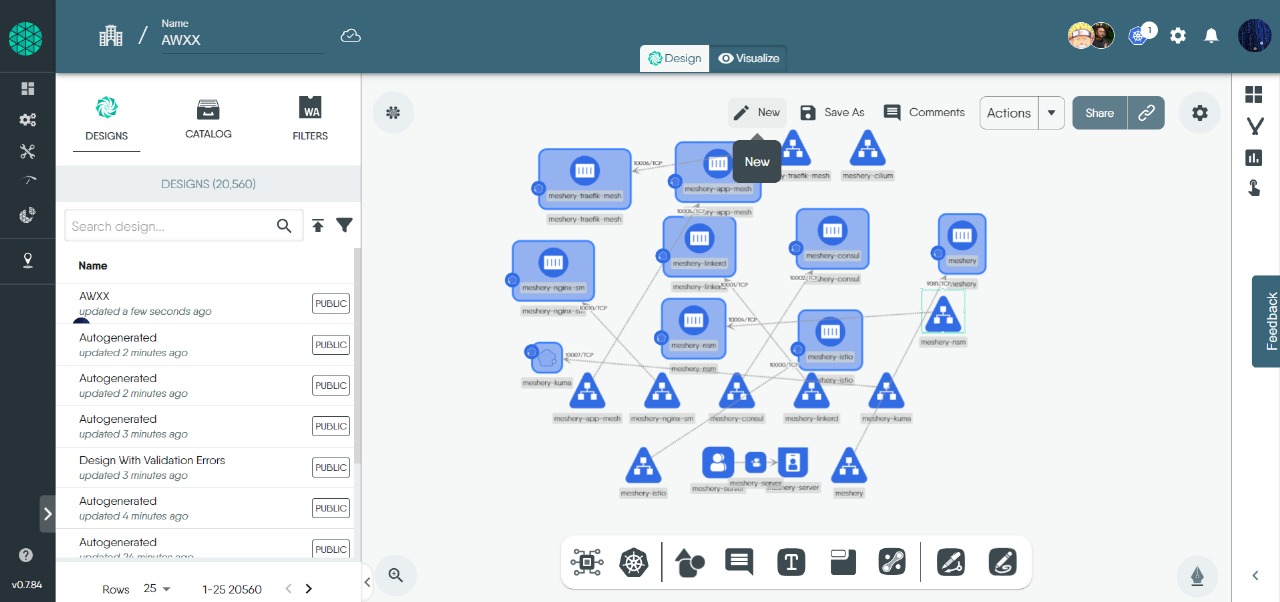 Name
AWXX
1
Design
Visualize
DESIGNS
CATALOG
WA
FILTERS
New
Save As
Comments
Actions
Share
New
DESIGNS (20,560)
Search design...
Name
AWXX
updated a few seconds ago
PUBLIC
Autogenerated
updated 2 minutes ago
PUBLIC
Autogenerated
updated 2 minutes ago
PUBLIC
Autogenerated
updated 3 minutes ago
PUBLIC
Design With Validation Errors
updated 3 minutes ago
PUBLIC
Autogenerated
updated 4 minutes ago
PUBLIC
Autogenerated
updated 24 minutes ago
PUBLIC
Rows
25
1-25 20560
v0.7.84
meshery-traefik-mesh
meshery-traefik-mesh
10006/TCP
meshery-app-mesh
meshery-app-mesh
10005/TCP
meshery-traefik-mesh
meshery-cilium
meshery-linkerd
meshery-linkerd
10001/TCP
meshery-consul
meshery-consul
10002/TCP
meshery
meshery
9081/TCP
meshery-nginx-sm
meshery-nginx-sm
10010/TCP
meshery-nsm
meshery-nsm
10004/TCP
meshery-istio
meshery-istio
10000/TCP
meshery-nsm
meshery-kuma
10007/TCP
meshery-app-mesh
meshery-nginx-sm
meshery-consul
meshery-linkerd
meshery-kuma
meshery-istio
meshery-server
meshery-server
meshery-server
meshery
T
Feedback